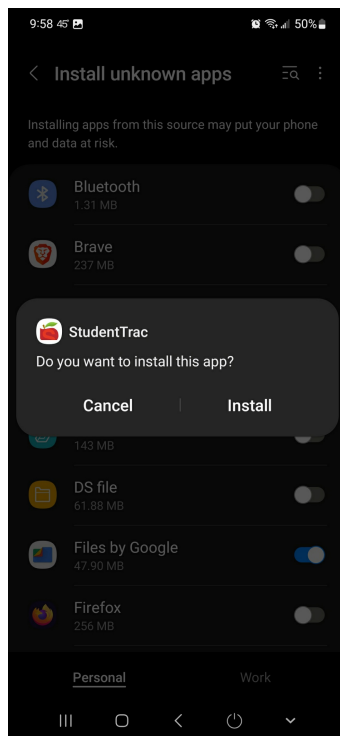 9:58 45° 50%
Install unknown apps
Installing apps from this source may put your phone
and data at risk.
Bluetooth
1.31 MB
Brave
237 MB
StudentTrac
Do you want to install this app?
Cancel Install
143 MB
DS file
61.88 MB
Files by Google
47.90 MB
Firefox
256 MB
Personal Work